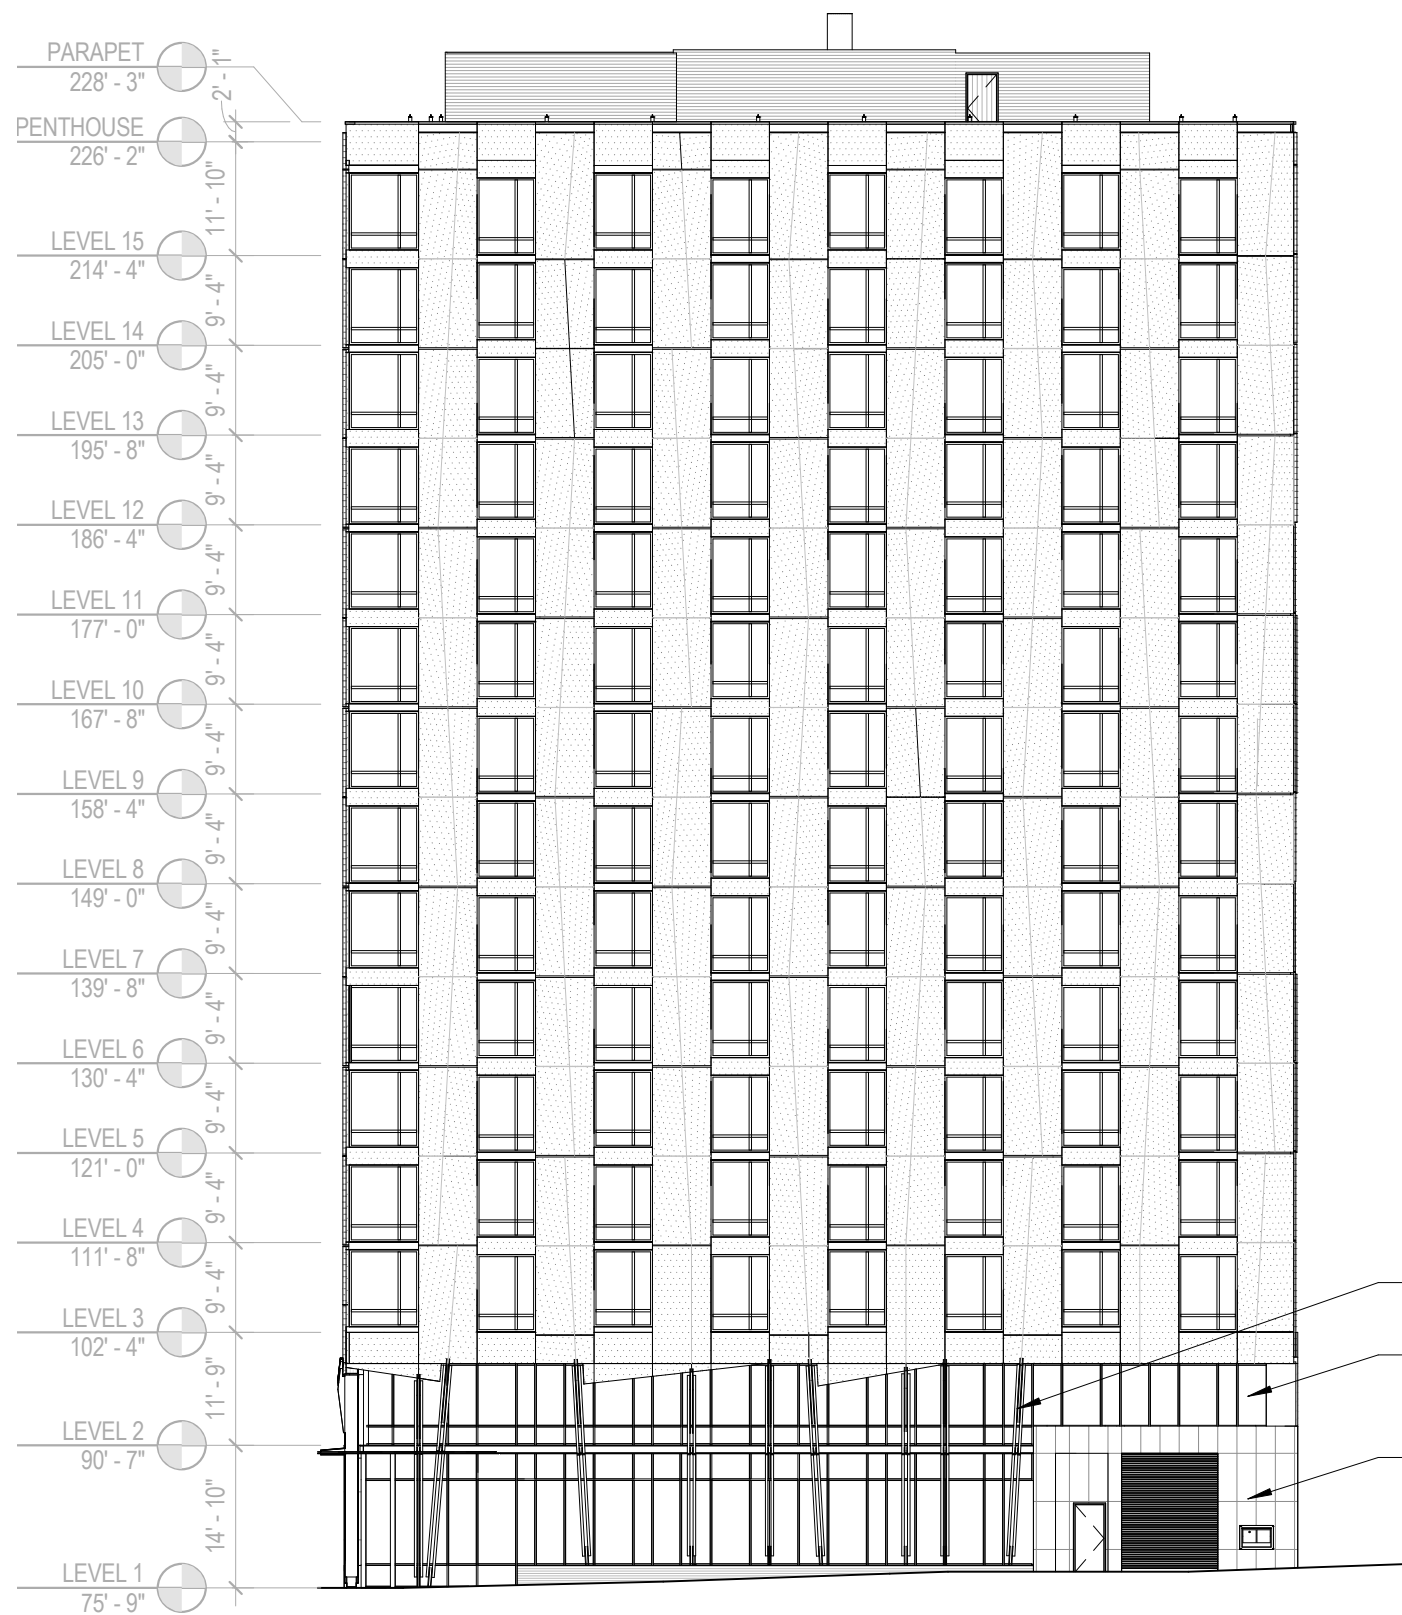 PARAPET
228' - 3"
2' - 1"
PENTHOUSE
226' - 2"
11' - 10"
LEVEL 15
214' - 4"
9' - 4"
LEVEL 14
205' - 0"
9' - 4"
LEVEL 13
195' - 8"
9' - 4"
LEVEL 12
186' - 4"
9' - 4"
LEVEL 11
177' - 0"
9' - 4"
LEVEL 10
167' - 8"
9' - 4"
LEVEL 9
158' - 4"
9' - 4"
LEVEL 8
149' - 0"
9' - 4"
LEVEL 7
139' - 8"
9' - 4"
LEVEL 6
130' - 4"
9' - 4"
LEVEL 5
121' - 0"
9' - 4"
LEVEL 4
111' - 8"
9' - 4"
LEVEL 3
102' - 4"
11' - 9"
LEVEL 2
90' - 7"
14' - 10"
LEVEL 1
75' - 9"